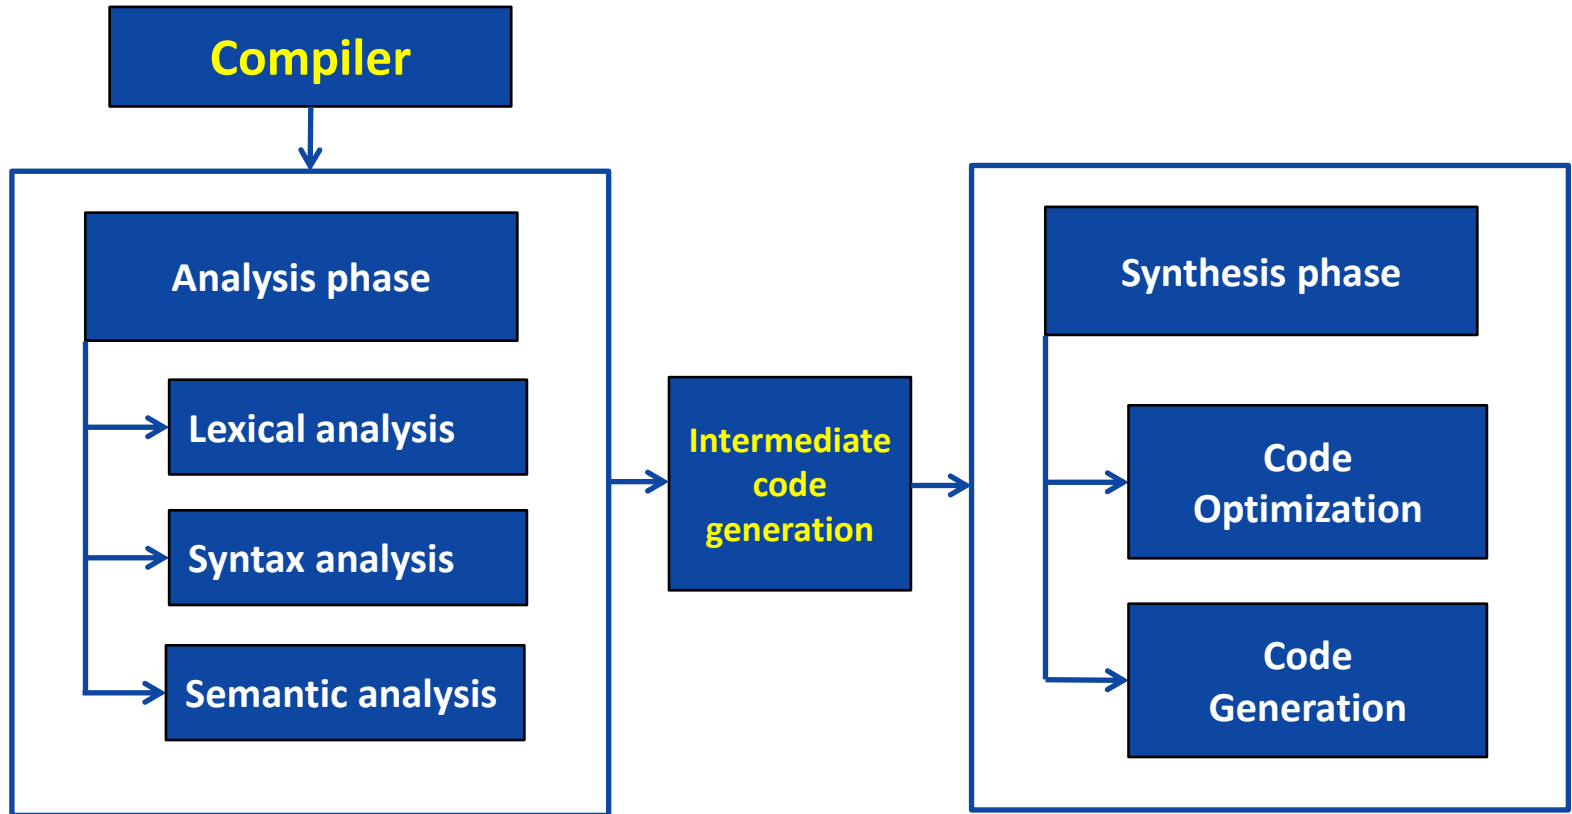 Compiler
Analysis phase
Lexical analysis
Syntax analysis
Semantic analysis
Intermediate
code
generation
Synthesis phase
Code
Optimization
Code
Generation